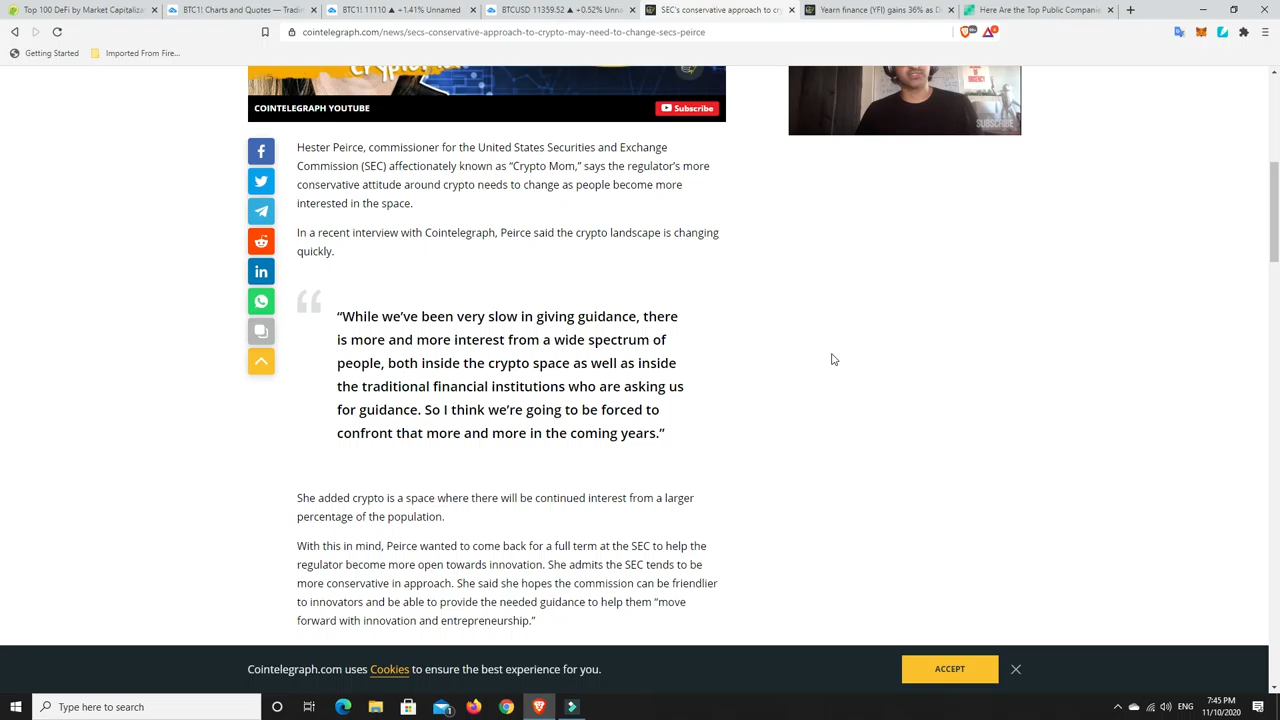 Top 100 DeFi by Market Capitaliza
BTC1! Charts and Quotes — Tradin
BTC1! 11110 ▲ +1.41% Unnamed
BTCUSD 11359.52 ▲ +0.52% Unna
SEC's conservative approach to cry
Yearn finance (YFI) gains 36% as D
Here Are the Top Public Companie
cointelegraph.com/news/secs-conservative-approach-to-crypto-may-need-to-change-secs-peirce
Getting Started
Imported From Fire...
COINTELEGRAPH YOUTUBE
Subscribe
SUBSCRIBE
Hester Peirce, commissioner for the United States Securities and Exchange
Commission (SEC) affectionately known as “Crypto Mom,” says the regulator’s more
conservative attitude around crypto needs to change as people become more
interested in the space.
In a recent interview with Cointelegraph, Peirce said the crypto landscape is changing
quickly.
“While we’ve been very slow in giving guidance, there
is more and more interest from a wide spectrum of
people, both inside the crypto space as well as inside
the traditional financial institutions who are asking us
for guidance. So I think we’re going to be forced to
confront that more and more in the coming years.”
She added crypto is a space where there will be continued interest from a larger
percentage of the population.
With this in mind, Peirce wanted to come back for a full term at the SEC to help the
regulator become more open towards innovation. She admits the SEC tends to be
more conservative in approach. She said she hopes the commission can be friendlier
to innovators and be able to provide the needed guidance to help them “move
forward with innovation and entrepreneurship.”
Cointelegraph.com uses Cookies to ensure the best experience for you.
ACCEPT
Type here to search
ENG
7:45 PM
11/10/2020